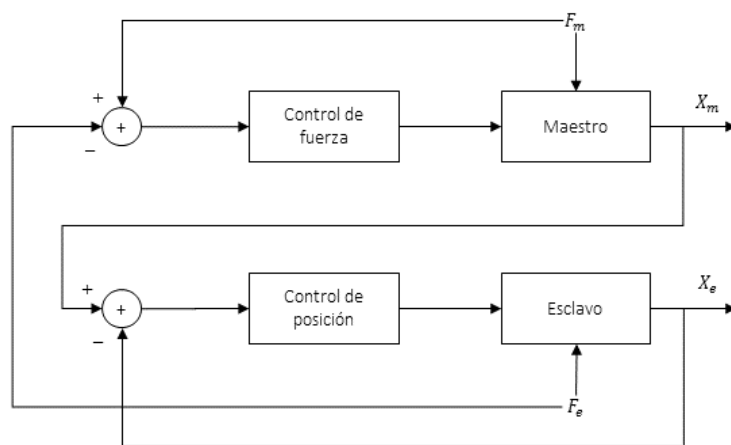 F_m
+
+
−
Control de
fuerza
Maestro
X_m
+
+
−
Control de
posición
Esclavo
X_e
F_e